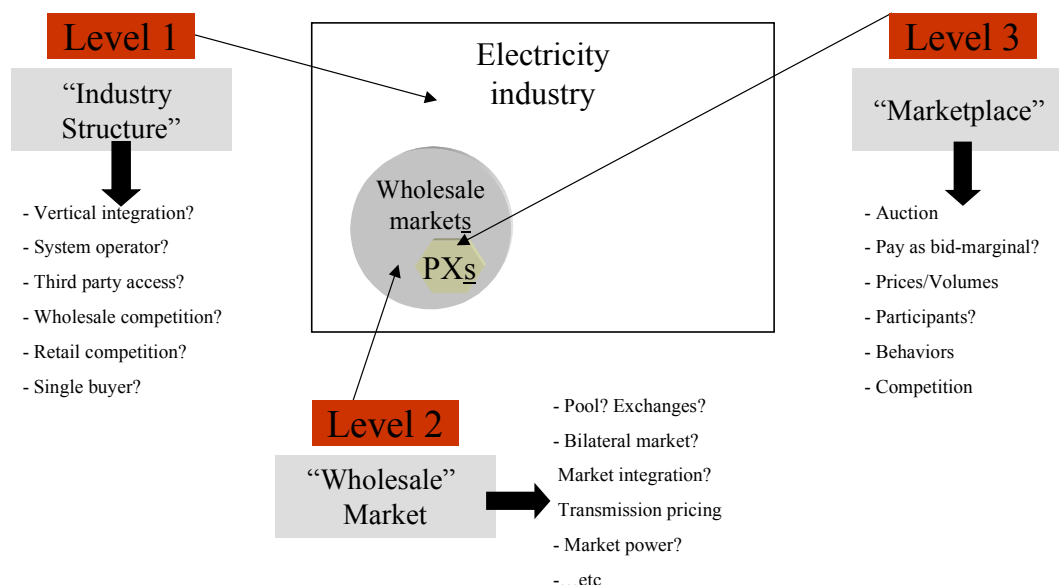 Level 1
“Industry
Structure”
- Vertical integration?
- System operator?
- Third party access?
- Wholesale competition?
- Retail competition?
- Single buyer?
Electricity
industry
Wholesale
markets
PXs
Level 3
“Marketplace”
- Auction
- Pay as bid-marginal?
- Prices/Volumes
- Participants?
- Behaviors
- Competition
Level 2
“Wholesale”
Market
- Pool? Exchanges?
- Bilateral market?
Market integration?
Transmission pricing
- Market power?
-…etc